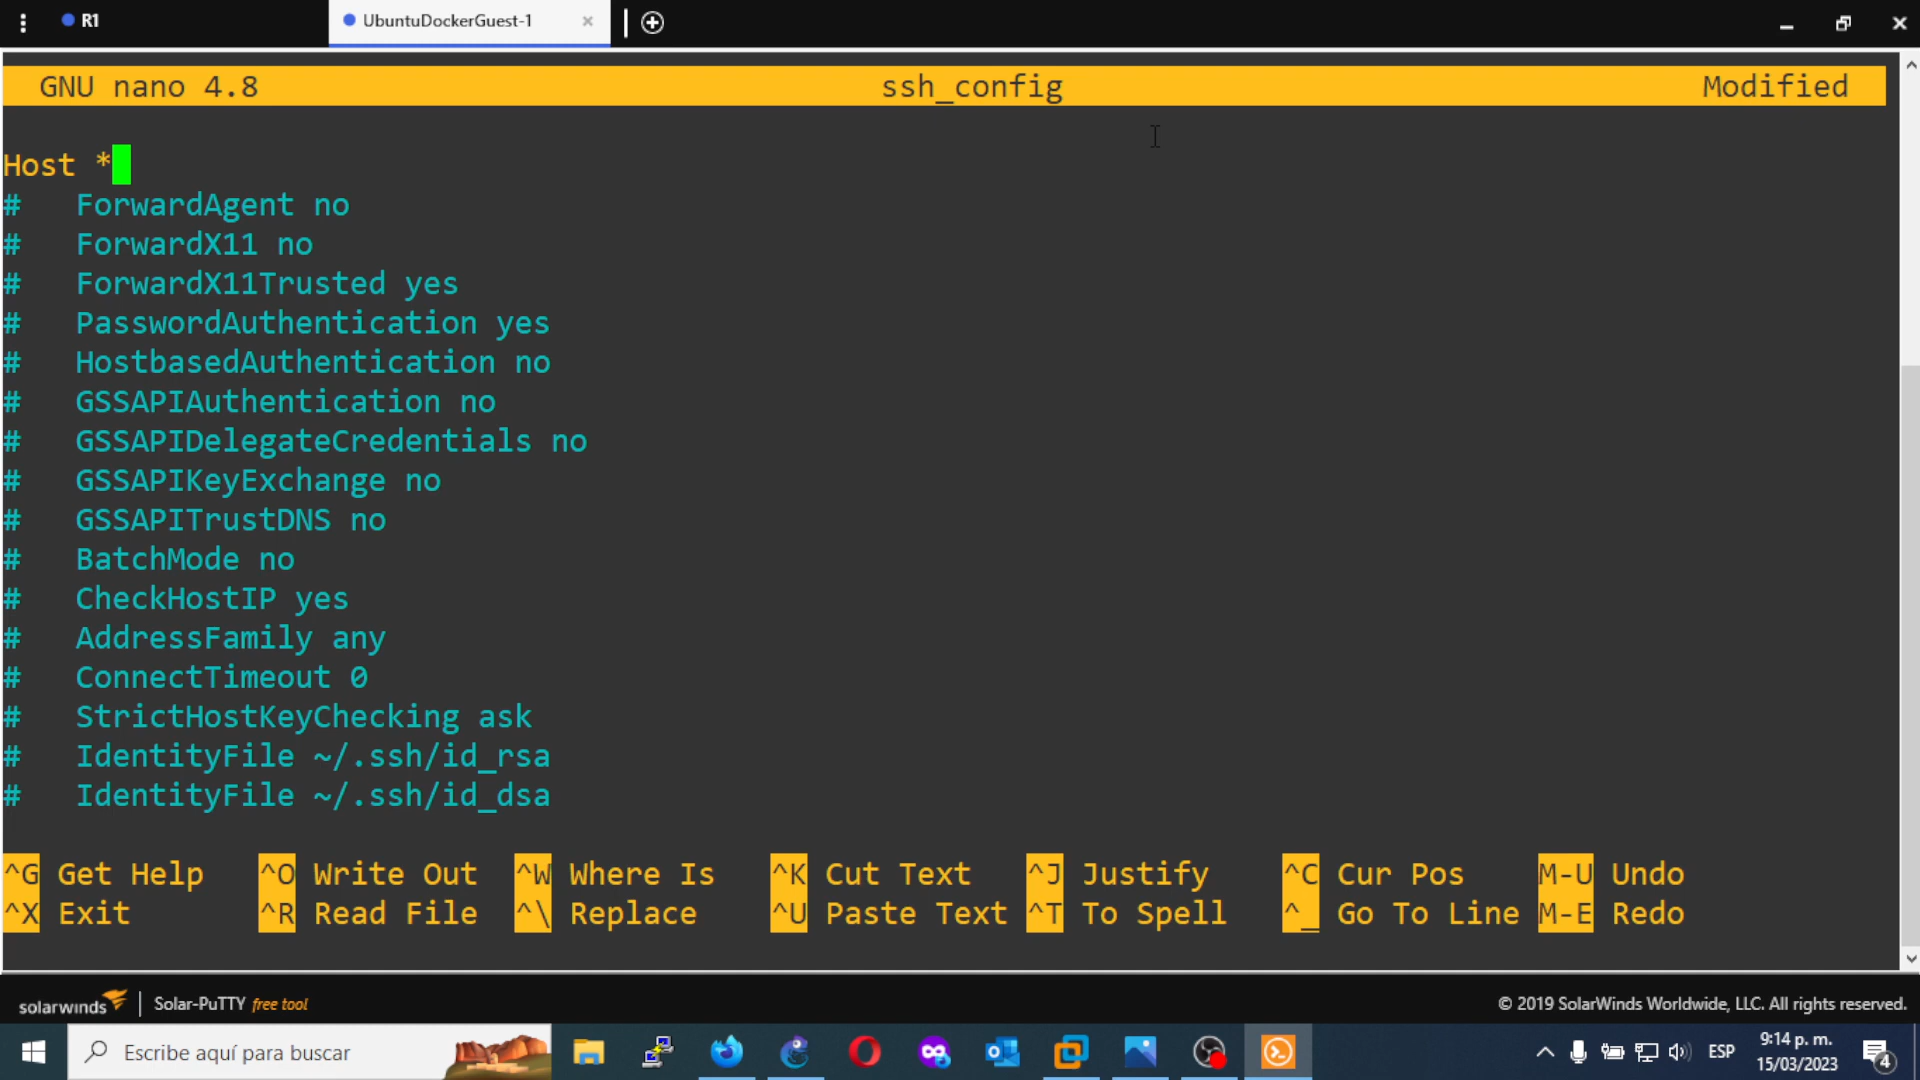 R1
UbuntuDockerGuest-1
GNU nano 4.8 ssh_config Modified
Host *
# ForwardAgent no
# ForwardX11 no
# ForwardX11Trusted yes
# PasswordAuthentication yes
# HostbasedAuthentication no
# GSSAPIAuthentication no
# GSSAPIDelegateCredentials no
# GSSAPIKeyExchange no
# GSSAPITrustDNS no
# BatchMode no
# CheckHostIP yes
# AddressFamily any
# ConnectTimeout 0
# StrictHostKeyChecking ask
# IdentityFile ~/.ssh/id_rsa
# IdentityFile ~/.ssh/id_dsa
^G Get Help ^O Write Out ^W Where Is ^K Cut Text ^J Justify ^C Cur Pos M-U Undo
^X Exit ^R Read File ^\ Replace ^U Paste Text ^T To Spell ^_ Go To Line M-E Redo
solarwinds Solar-PuTTY free tool © 2019 SolarWinds Worldwide, LLC. All rights reserved.
Escribe aquí para buscar
ESP
9:14 p. m.
15/03/2023
4